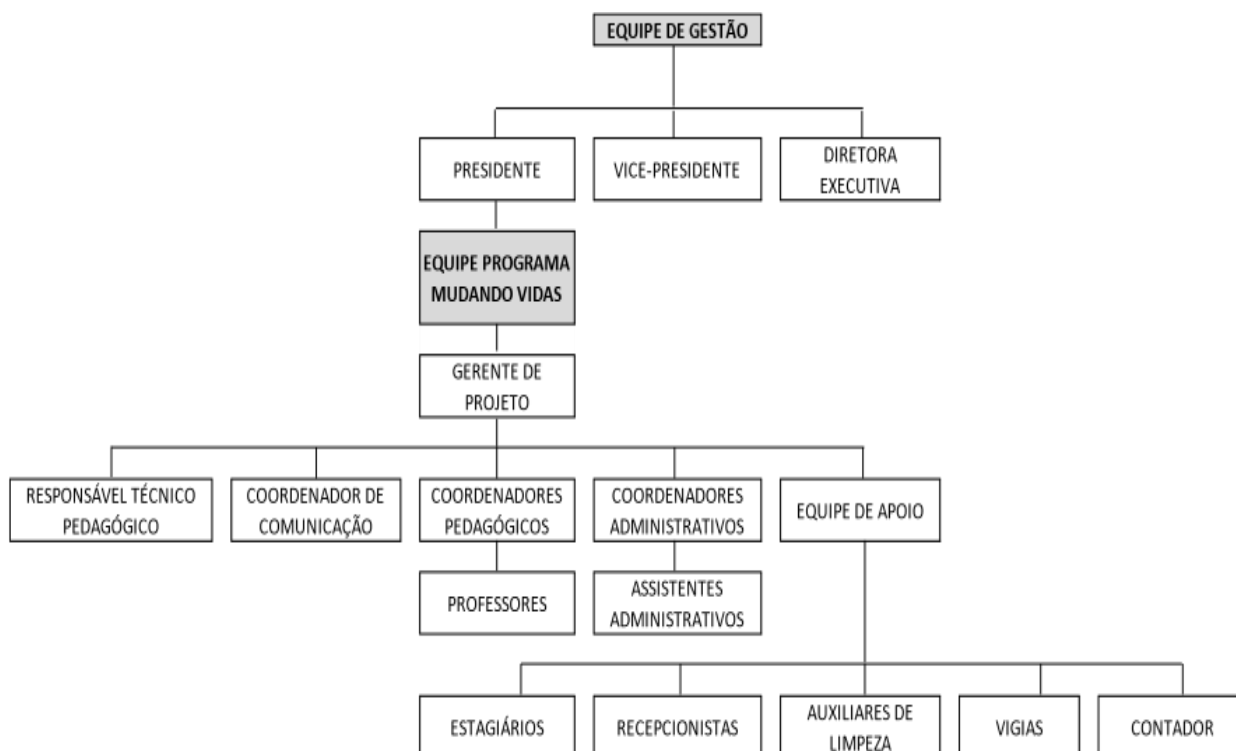 EQUIPE DE GESTÃO
PRESIDENTE
VICE-PRESIDENTE
DIRETORA
EXECUTIVA
EQUIPE PROGRAMA
MUDANDO VIDAS
GERENTE DE
PROJETO
RESPONSÁVEL TÉCNICO
PEDAGÓGICO
COORDENADOR DE
COMUNICAÇÃO
COORDENADORES
PEDAGÓGICOS
COORDENADORES
ADMINISTRATIVOS
EQUIPE DE APOIO
PROFESSORES
ASSISTENTES
ADMINISTRATIVOS
ESTAGIÁRIOS
RECEPCIONISTAS
AUXILIARES DE
LIMPEZA
VIGIAS
CONTADOR